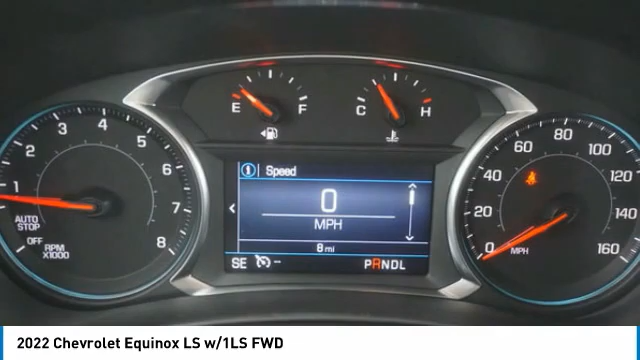 E F
C H
1 2 3 4 5 6 7 8
AUTO
STOP
OFF
RPM
X1000
i Speed
0
MPH
8 mi
SE -- PRNDL
0 20 40 60 80 100 120 140 160
MPH
2022 Chevrolet Equinox LS w/1LS FWD